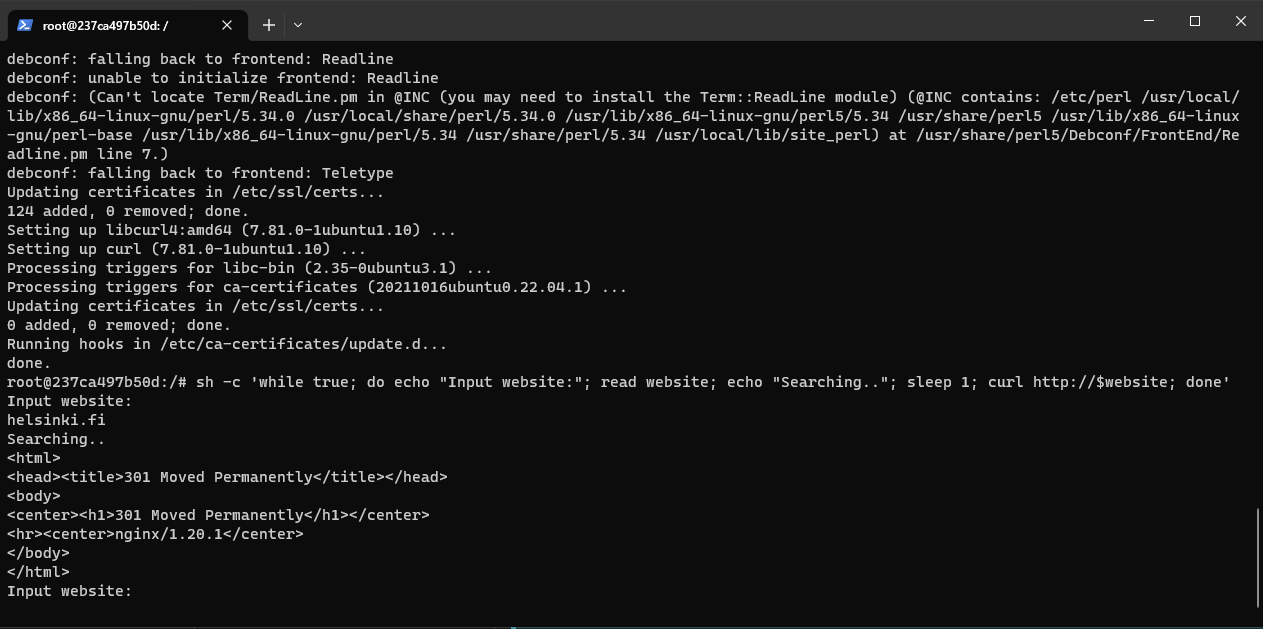 root@237ca497b50d: /
debconf: falling back to frontend: Readline
debconf: unable to initialize frontend: Readline
debconf: (Can't locate Term/ReadLine.pm in @INC (you may need to install the Term::ReadLine module) (@INC contains: /etc/perl /usr/local/
lib/x86_64-linux-gnu/perl/5.34.0 /usr/local/share/perl/5.34.0 /usr/lib/x86_64-linux-gnu/perl5/5.34 /usr/share/perl5 /usr/lib/x86_64-linux
-gnu/perl-base /usr/lib/x86_64-linux-gnu/perl/5.34 /usr/share/perl/5.34 /usr/local/lib/site_perl) at /usr/share/perl5/Debconf/FrontEnd/Re
adline.pm line 7.)
debconf: falling back to frontend: Teletype
Updating certificates in /etc/ssl/certs...
124 added, 0 removed; done.
Setting up libcurl4:amd64 (7.81.0-1ubuntu1.10) ...
Setting up curl (7.81.0-1ubuntu1.10) ...
Processing triggers for libc-bin (2.35-0ubuntu3.1) ...
Processing triggers for ca-certificates (20211016ubuntu0.22.04.1) ...
Updating certificates in /etc/ssl/certs...
0 added, 0 removed; done.
Running hooks in /etc/ca-certificates/update.d...
done.
root@237ca497b50d:/# sh -c 'while true; do echo "Input website:"; read website; echo "Searching.."; sleep 1; curl http://$website; done'
Input website:
helsinki.fi
Searching..
<html>
<head><title>301 Moved Permanently</title></head>
<body>
<center><h1>301 Moved Permanently</h1></center>
<hr><center>nginx/1.20.1</center>
</body>
</html>
Input website: